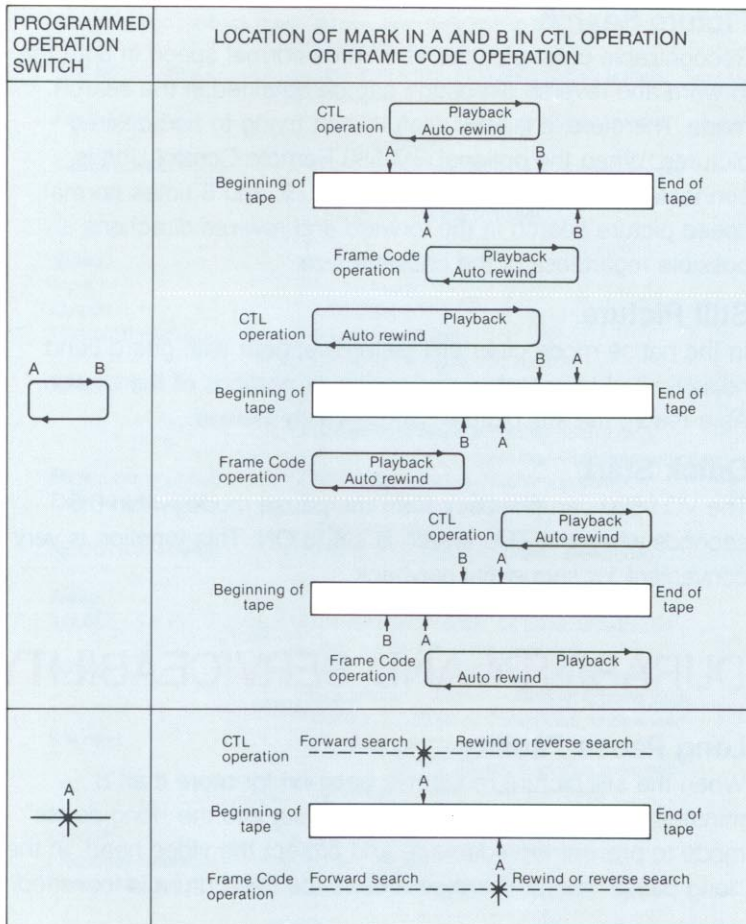 PROGRAMMED
OPERATION
SWITCH
LOCATION OF MARK IN A AND B IN CTL OPERATION
OR FRAME CODE OPERATION
CTL
operation
Playback
Auto rewind
A B
Beginning of
tape
End of
tape
A B
Frame Code
operation
Playback
Auto rewind
A B
CTL
operation
Playback
Auto rewind
B
Beginning of
tape
End of
tape
B A
Frame Code
operation
Playback
Auto rewind
CTL
operation
Playback
Auto rewind
B A
Beginning of
tape
End of
tape
B A
Frame Code
operation
Playback
Auto rewind
A
CTL
operation
Forward search Rewind or reverse search
A
Beginning of
tape
End of
tape
A
Frame Code
operation
Forward search Rewind or reverse search